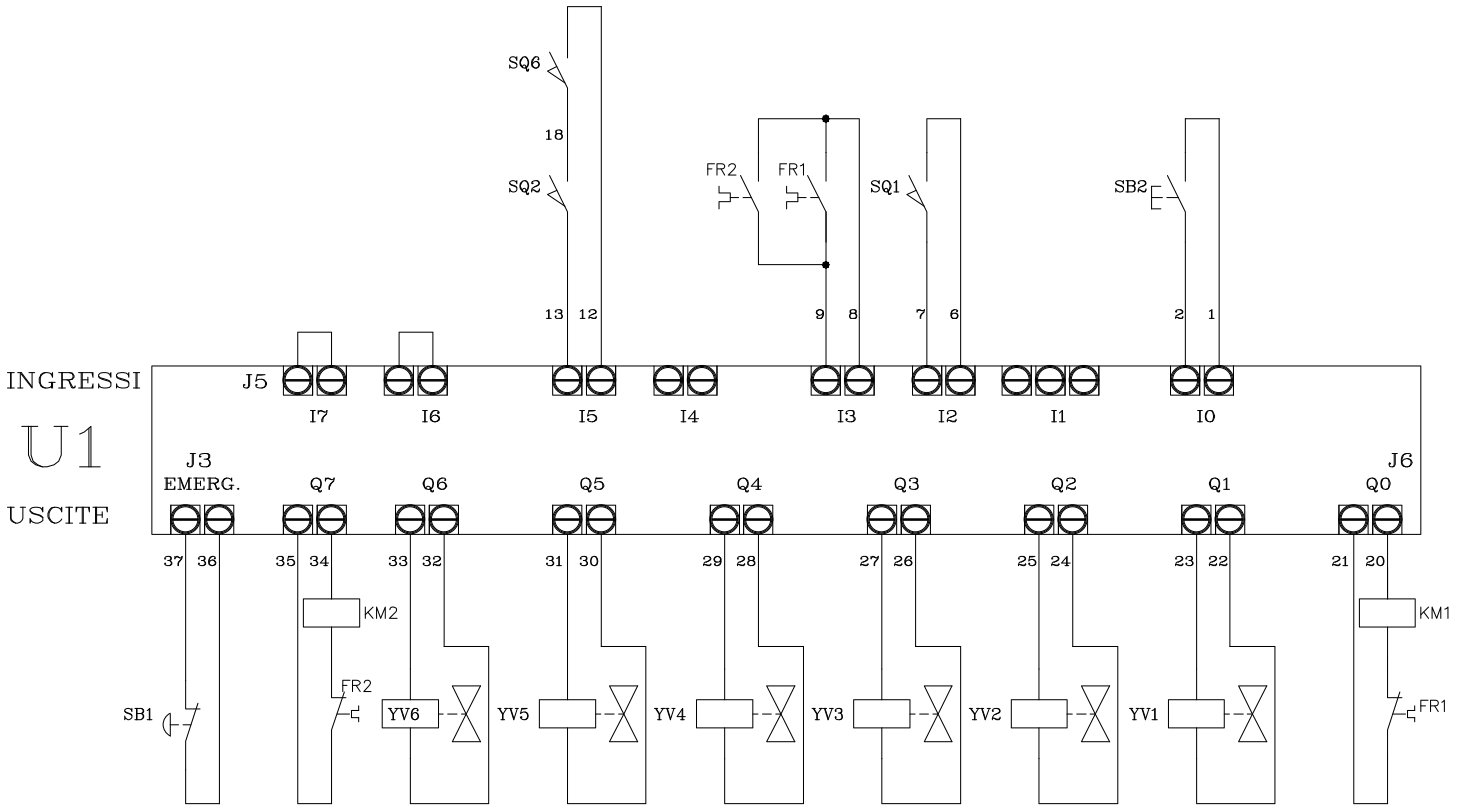 SQ6
18
SQ2
FR2 FR1 SQ1 SB2
13 12 9 8 7 6 2 1
INGRESSI J5
I7 I6 I5 I4 I3 I2 I1 I0
U1
J3 J6
EMERG. Q7 Q6 Q5 Q4 Q3 Q2 Q1 Q0
USCITE
37 36 35 34 33 32 31 30 29 28 27 26 25 24 23 22 21 20
KM2 KM1
FR2 FR1
SB1 YV6 YV5 YV4 YV3 YV2 YV1